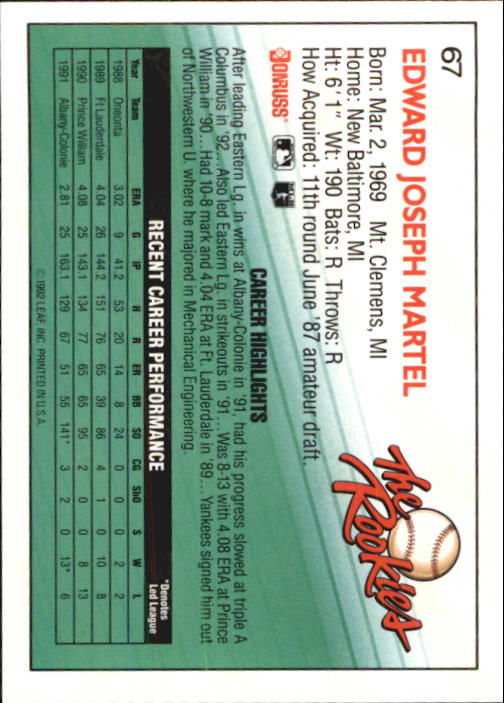 67
EDWARD JOSEPH MARTEL
The Rookies
Born: Mar. 2, 1969 Mt. Clemens, MI
Home: New Baltimore, MI
Ht: 6'1" Wt: 190 Bats: R Throws: R
How Acquired: 11th round June '87 amateur draft.
DONRUSS
CAREER HIGHLIGHTS
After leading Eastern Lg. in wins at Albany-Colonie in '91, had his progress slowed at triple A
Columbus in '92... Also led Eastern Lg. in strikeouts in '91... Was 8-13 with 4.08 ERA at Prince
William in '90... Had 10-8 mark and 4.04 ERA at Ft. Lauderdale in '89... Yankees signed him out
of Northwestern U. where he majored in Mechanical Engineering.
RECENT CAREER PERFORMANCE
*Denotes
Led League
Year Team ERA G IP H R ER BB SO CG ShO S W L
1988 Oneonta 3.02 9 41.2 53 20 14 8 24 0 0 0 2 2
1989 Ft Lauderdale 4.04 26 144.2 151 76 65 39 86 4 1 0 10 8
1990 Prince William 4.08 25 143.1 134 77 65 65 95 2 0 0 8 13
1991 Albany-Colonie 2.81 25 163.1 129 67 51 55 141* 3 2 0 13* 6
© 1992 LEAF, INC. PRINTED IN U.S.A.